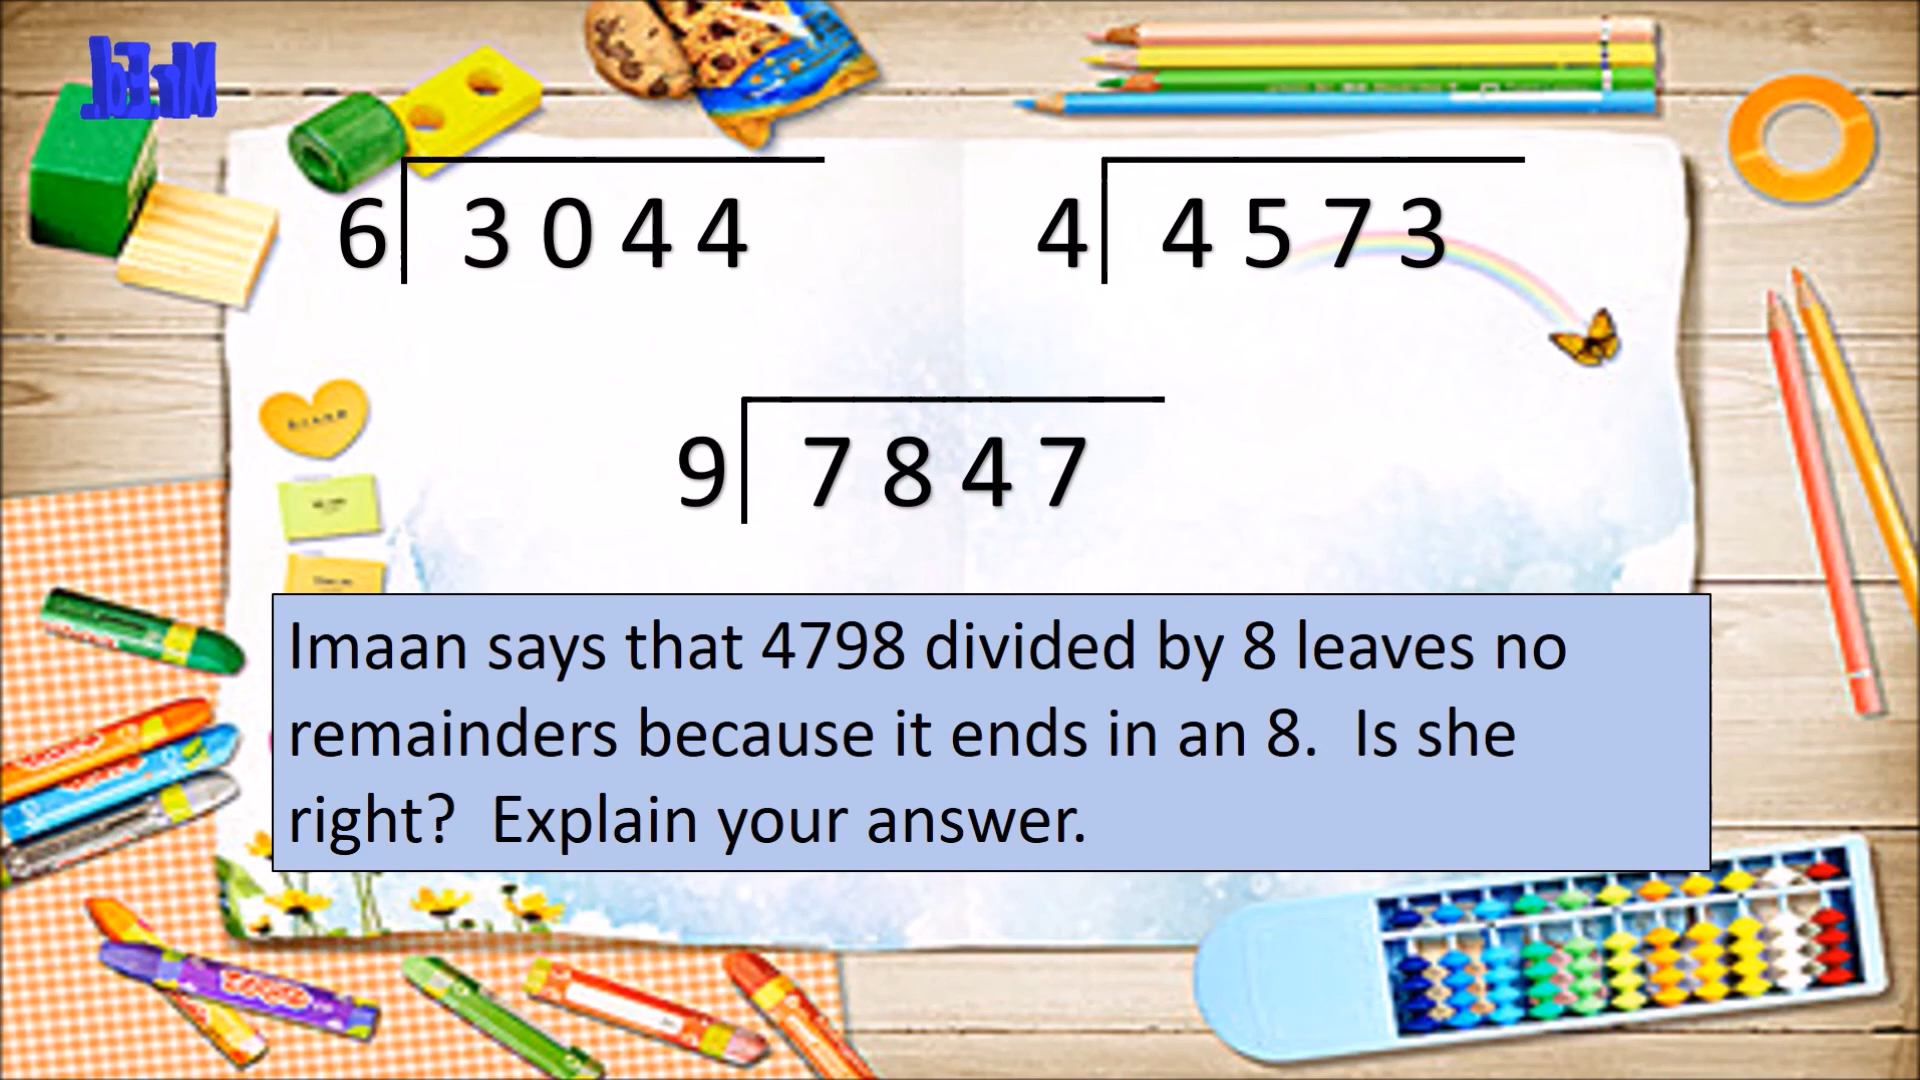 6 3 0 4 4
4 4 5 7 3
9 7 8 4 7
Imaan says that 4798 divided by 8 leaves no
remainders because it ends in an 8. Is she
right? Explain your answer.